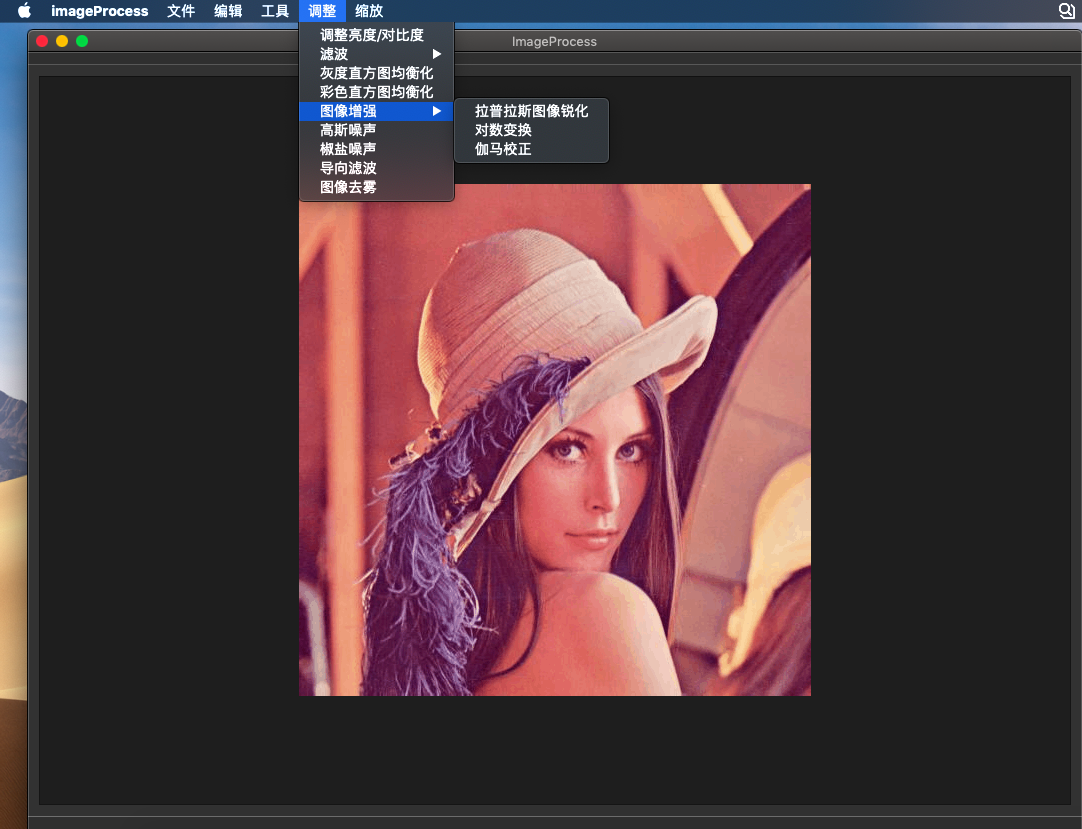 imageProcess 文件 编辑 工具 调整 缩放
ImageProcess
调整亮度/对比度
滤波
灰度直方图均衡化
彩色直方图均衡化
图像增强
高斯噪声
椒盐噪声
导向滤波
图像去雾
拉普拉斯图像锐化
对数变换
伽马校正